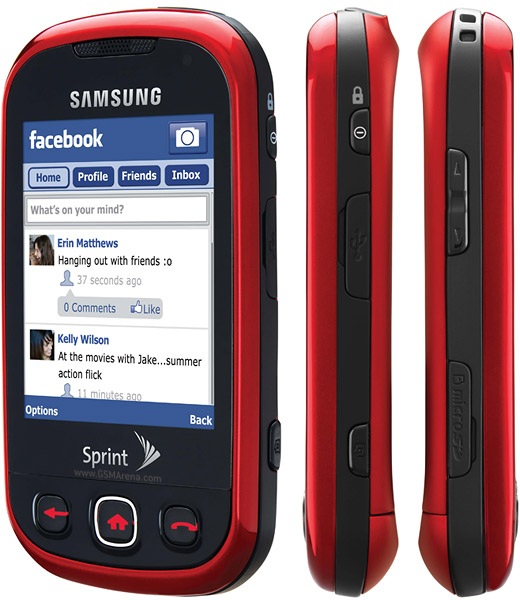 SAMSUNG
facebook
Home Profile Friends Inbox
What's on your mind?
Erin Matthews
Hanging out with friends :o
37 seconds ago
0 Comments Like
Kelly Wilson
At the movies with Jake...summer
action flick
11 minutes ago
Options Back
Sprint
www.GSMArena.com
micro